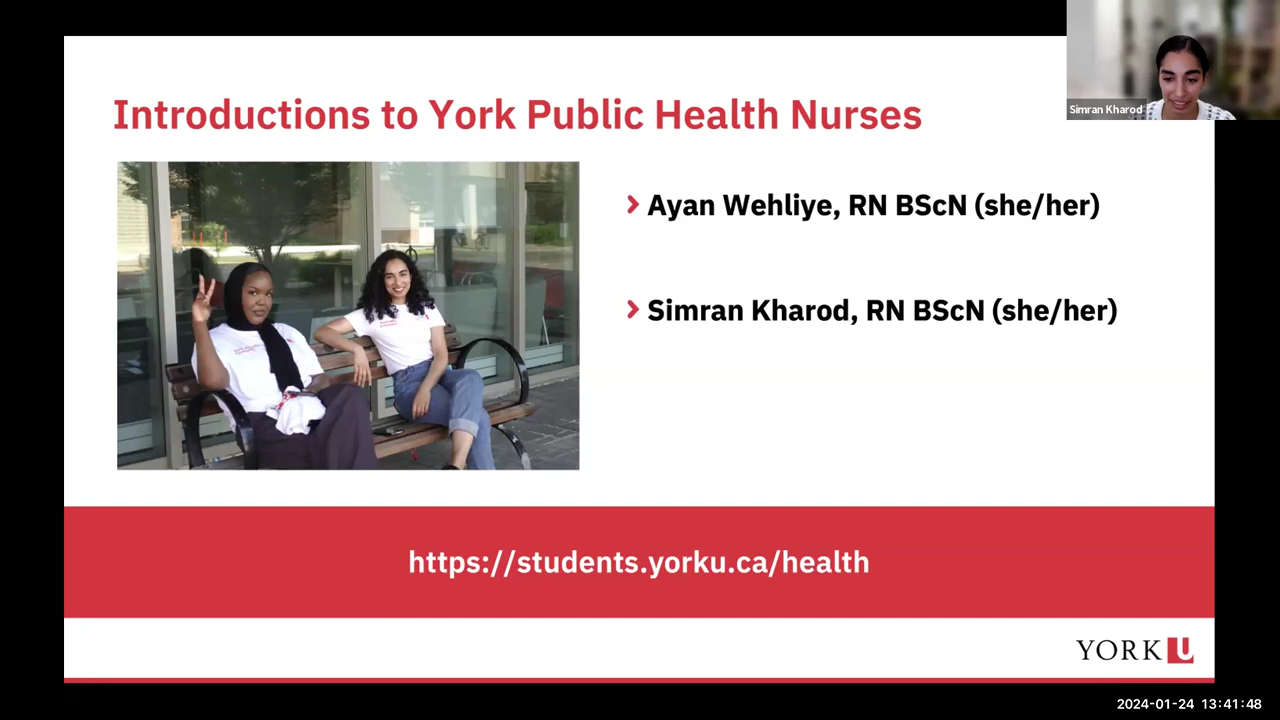 Introductions to York Public Health Nurses
Simran Kharod
Ayan Wehliye, RN BScN (she/her)
Simran Kharod, RN BScN (she/her)
https://students.yorku.ca/health
YORK U
2024-01-24 13:41:48